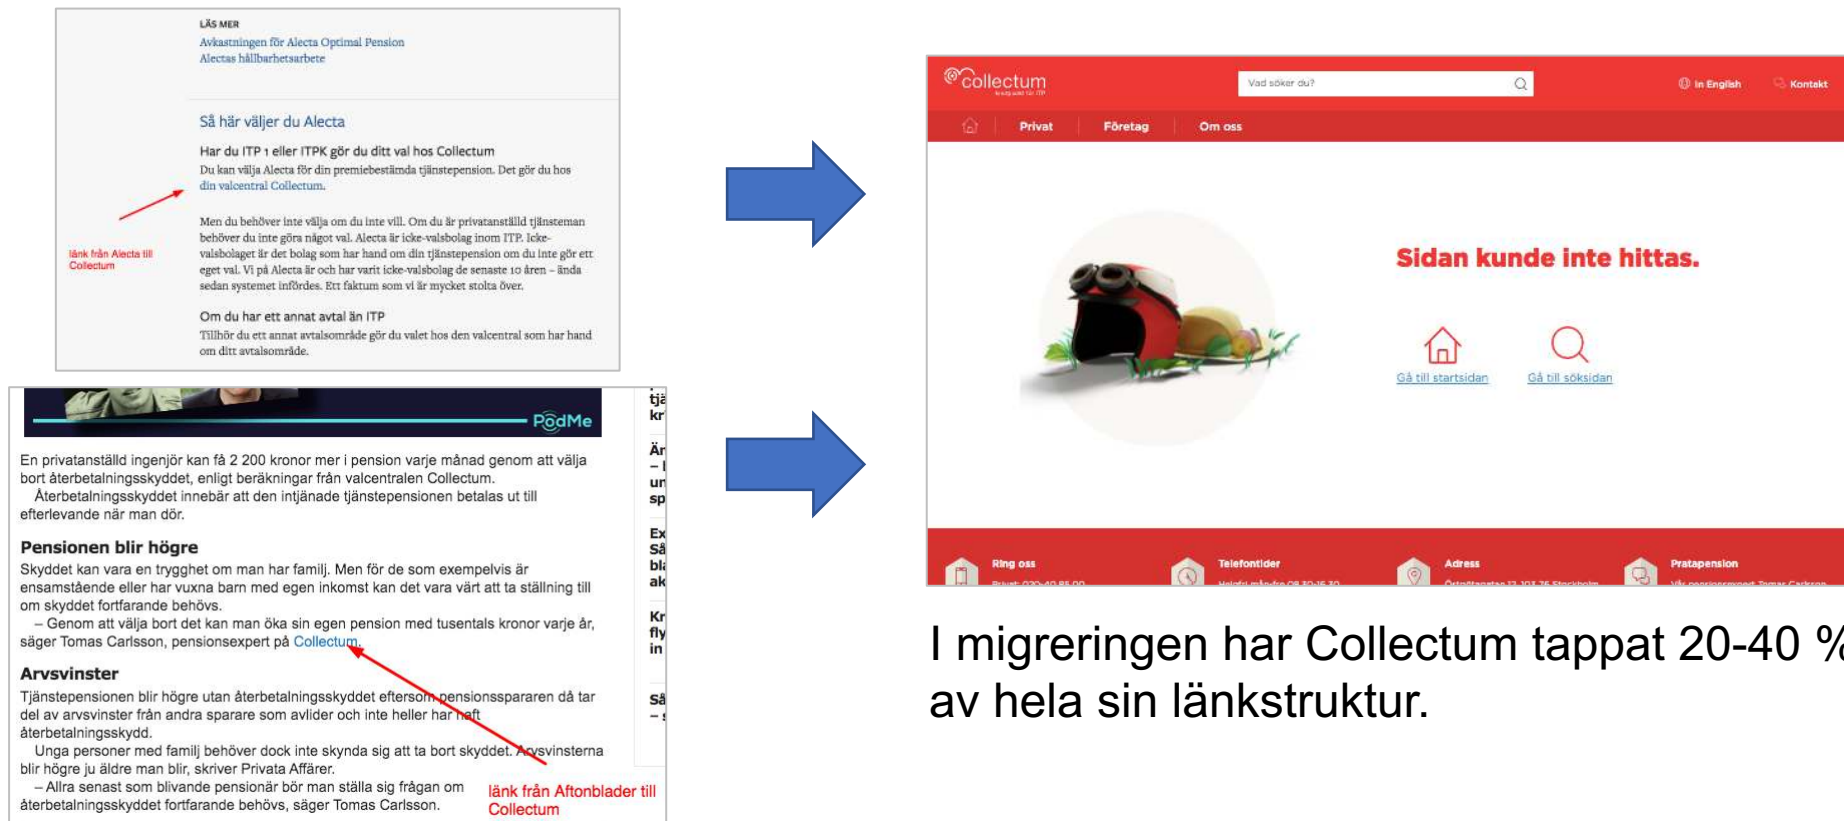 LÄS MER
Avkastningen för Alecta Optimal Pension
Alectas hållbarhetsarbete
Så här väljer du Alecta
Har du ITP 1 eller ITPK gör du ditt val hos Collectum
Du kan välja Alecta för din premiebestämda tjänstepension. Det gör du hos
din valcentral Collectum.
Men du behöver inte välja om du inte vill. Om du är privatanställd tjänsteman
behöver du inte göra något val. Alecta är icke-valsbolag inom ITP. Icke-
valsbolaget är det bolag som har hand om din tjänstepension om du inte gör ett
eget val. Vi på Alecta är och har varit icke-valsbolag de senaste 10 åren – ända
sedan systemet infördes. Ett faktum som vi är mycket stolta över.
Om du har ett annat avtal än ITP
Tillhör du ett annat avtalsområde gör du valet hos den valcentral som har hand
om ditt avtalsområde.
länk från Alecta till
Collectum
PodMe
En privatanställd ingenjör kan få 2 200 kronor mer i pension varje månad genom att välja
bort återbetalningsskyddet, enligt beräkningar från valcentralen Collectum.
Återbetalningsskyddet innebär att den intjänade tjänstepensionen betalas ut till
efterlevande när man dör.
Pensionen blir högre
Skyddet kan vara en trygghet om man har familj. Men för de som exempelvis är
ensamstående eller har vuxna barn med egen inkomst kan det vara värt att ta ställning till
om skyddet fortfarande behövs.
– Genom att välja bort det kan man öka sin egen pension med tusentals kronor varje år,
säger Tomas Carlsson, pensionsexpert på Collectum.
Arvsvinster
Tjänstepensionen blir högre utan återbetalningsskyddet eftersom pensionsspararen då tar
del av arvsvinster från andra sparare som avlider och inte heller har haft
återbetalningsskydd.
Unga personer med familj behöver dock inte skynda sig att ta bort skyddet. Arvsvinsterna
blir högre ju äldre man blir, skriver Privata Affärer.
– Allra senast som blivande pensionär bör man ställa sig frågan om
återbetalningsskyddet fortfarande behövs, säger Tomas Carlsson.
länk från Aftonblader till
Collectum
tjä
kr
Än
un
sp
Ex
Så
bla
ak
Kr
fly
in
Så
collectum
Vad söker du?
In English
Kontakt
Privat
Företag
Om oss
Sidan kunde inte hittas.
Gå till startsidan
Gå till söksidan
Ring oss
Telefontider
Adress
Pratapension
I migreringen har Collectum tappat 20-40 %
av hela sin länkstruktur.